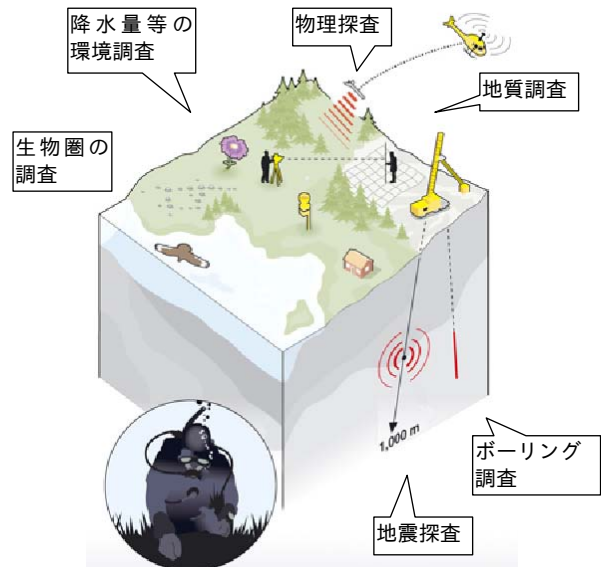 降水量等の
環境調査
物理探査
地質調査
生物圏の
調査
1,000 m
ボーリング
調査
地震探査